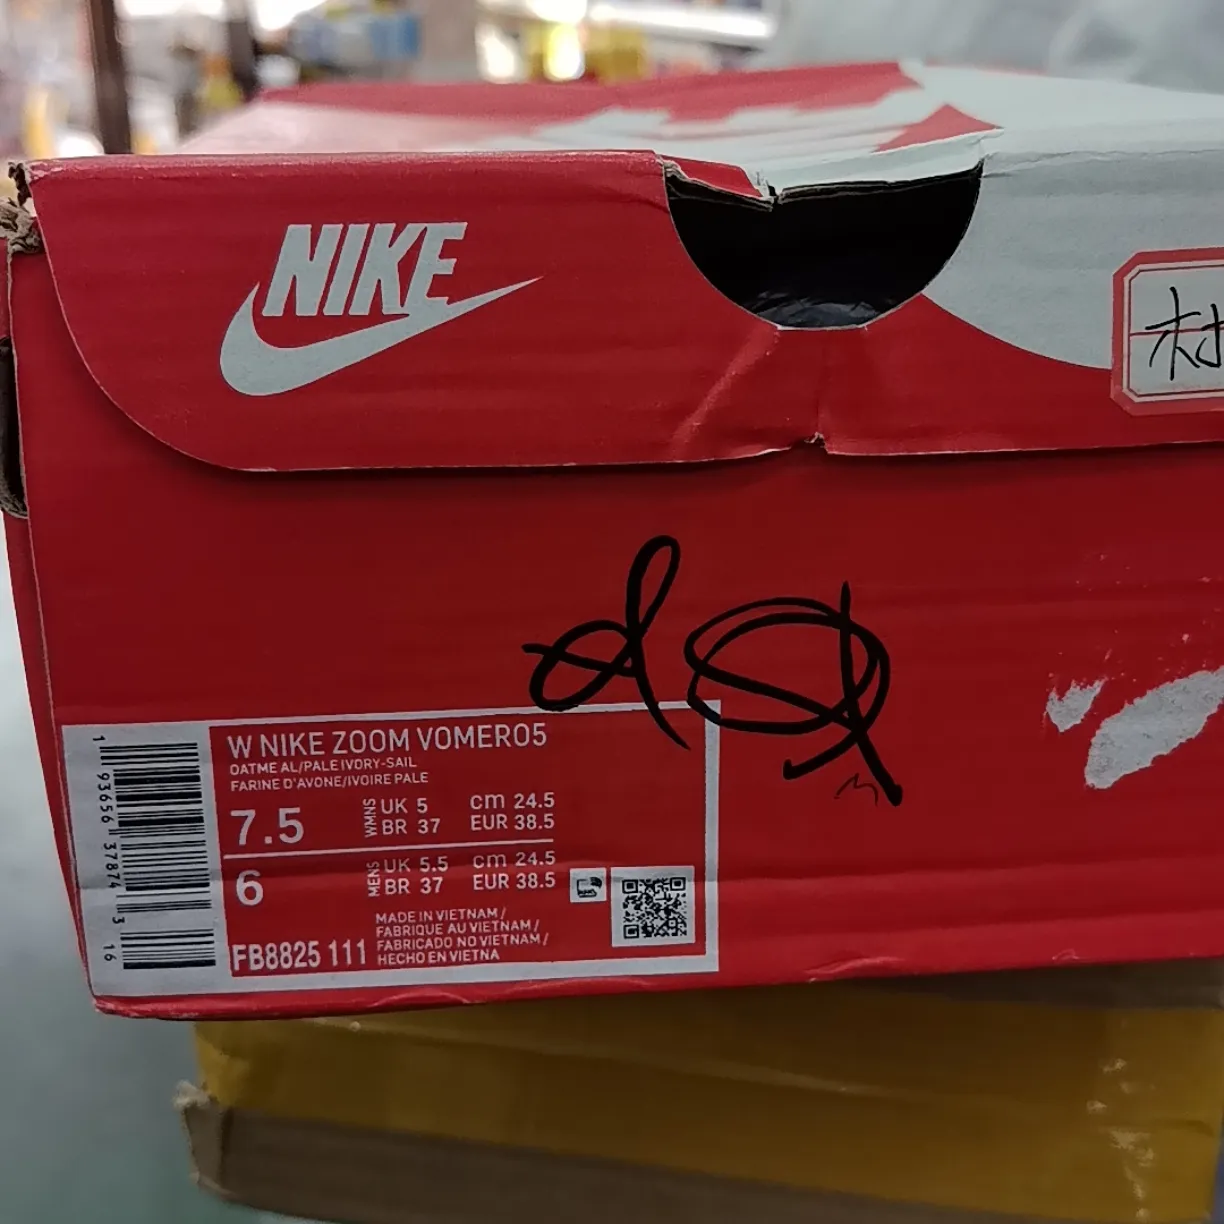 NIKE
村
W NIKE ZOOM VOMERO5
OATMEAL/PALE IVORY-SAIL
FARINE D'AVONE/IVOIRE PALE
7.5
WMNS
UK 5 cm 24.5
BR 37 EUR 38.5
6
MENS
UK 5.5 cm 24.5
BR 37 EUR 38.5
MADE IN VIETNAM /
FABRIQUE AU VIETNAM /
FABRICADO NO VIETNAM /
HECHO EN VIETNA
FB8825 111
1 93656 37874 3 16